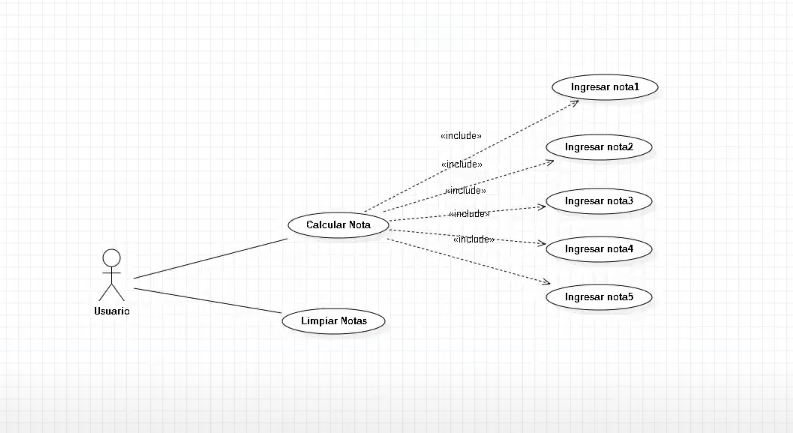 Ingresar nota1
«include»
Ingresar nota2
«include»
«include»
Ingresar nota3
«include»
Calcular Nota
«include»
Ingresar nota4
Ingresar nota5
Usuario
Limpiar Notas